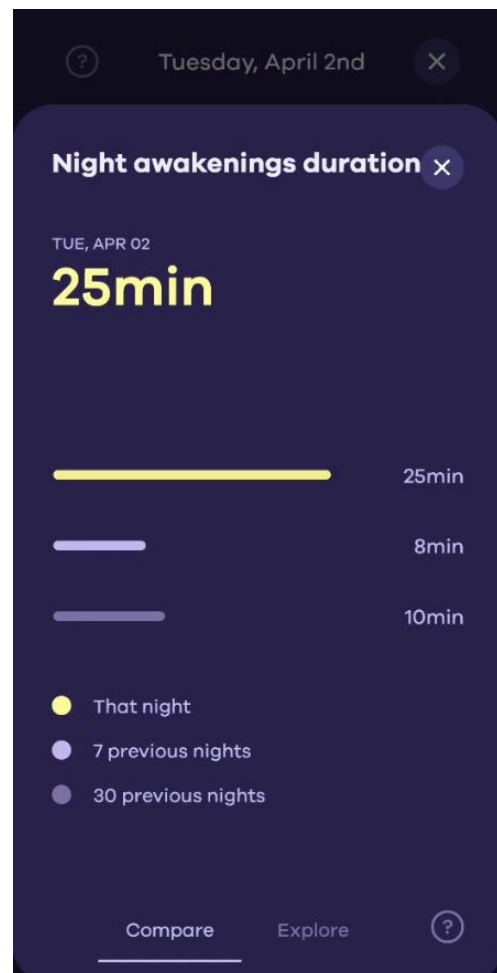 ?
Tuesday, April 2nd
Night awakenings duration
TUE, APR 02
25min
25min
8min
10min
That night
7 previous nights
30 previous nights
Compare
Explore
?